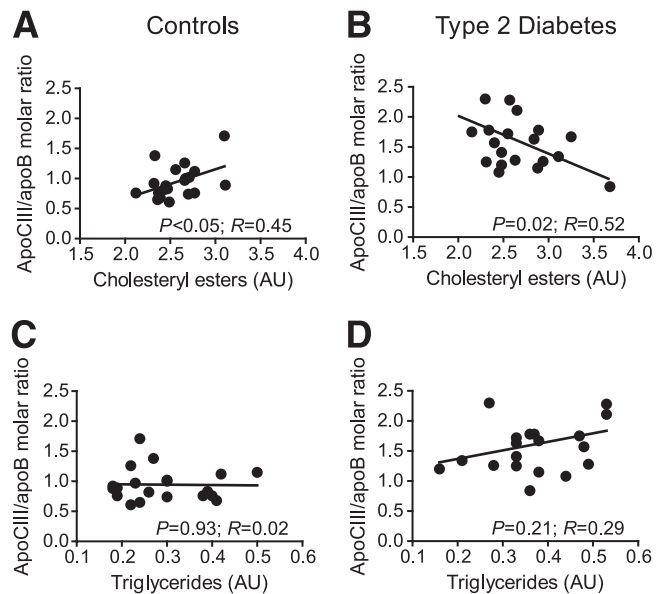 A Controls
B Type 2 Diabetes
ApoCIII/apoB molar ratio
2.5
2.0
1.5
1.0
0.5
0.0
P<0.05; R=0.45
1.5 2.0 2.5 3.0 3.5 4.0
Cholesteryl esters (AU)
ApoCIII/apoB molar ratio
2.5
2.0
1.5
1.0
0.5
0.0
P=0.02; R=0.52
1.5 2.0 2.5 3.0 3.5 4.0
Cholesteryl esters (AU)
C
ApoCIII/apoB molar ratio
2.5
2.0
1.5
1.0
0.5
0.0
P=0.93; R=0.02
0.1 0.2 0.3 0.4 0.5 0.6
Triglycerides (AU)
D
ApoCIII/apoB molar ratio
2.5
2.0
1.5
1.0
0.5
0.0
P=0.21; R=0.29
0.1 0.2 0.3 0.4 0.5 0.6
Triglycerides (AU)